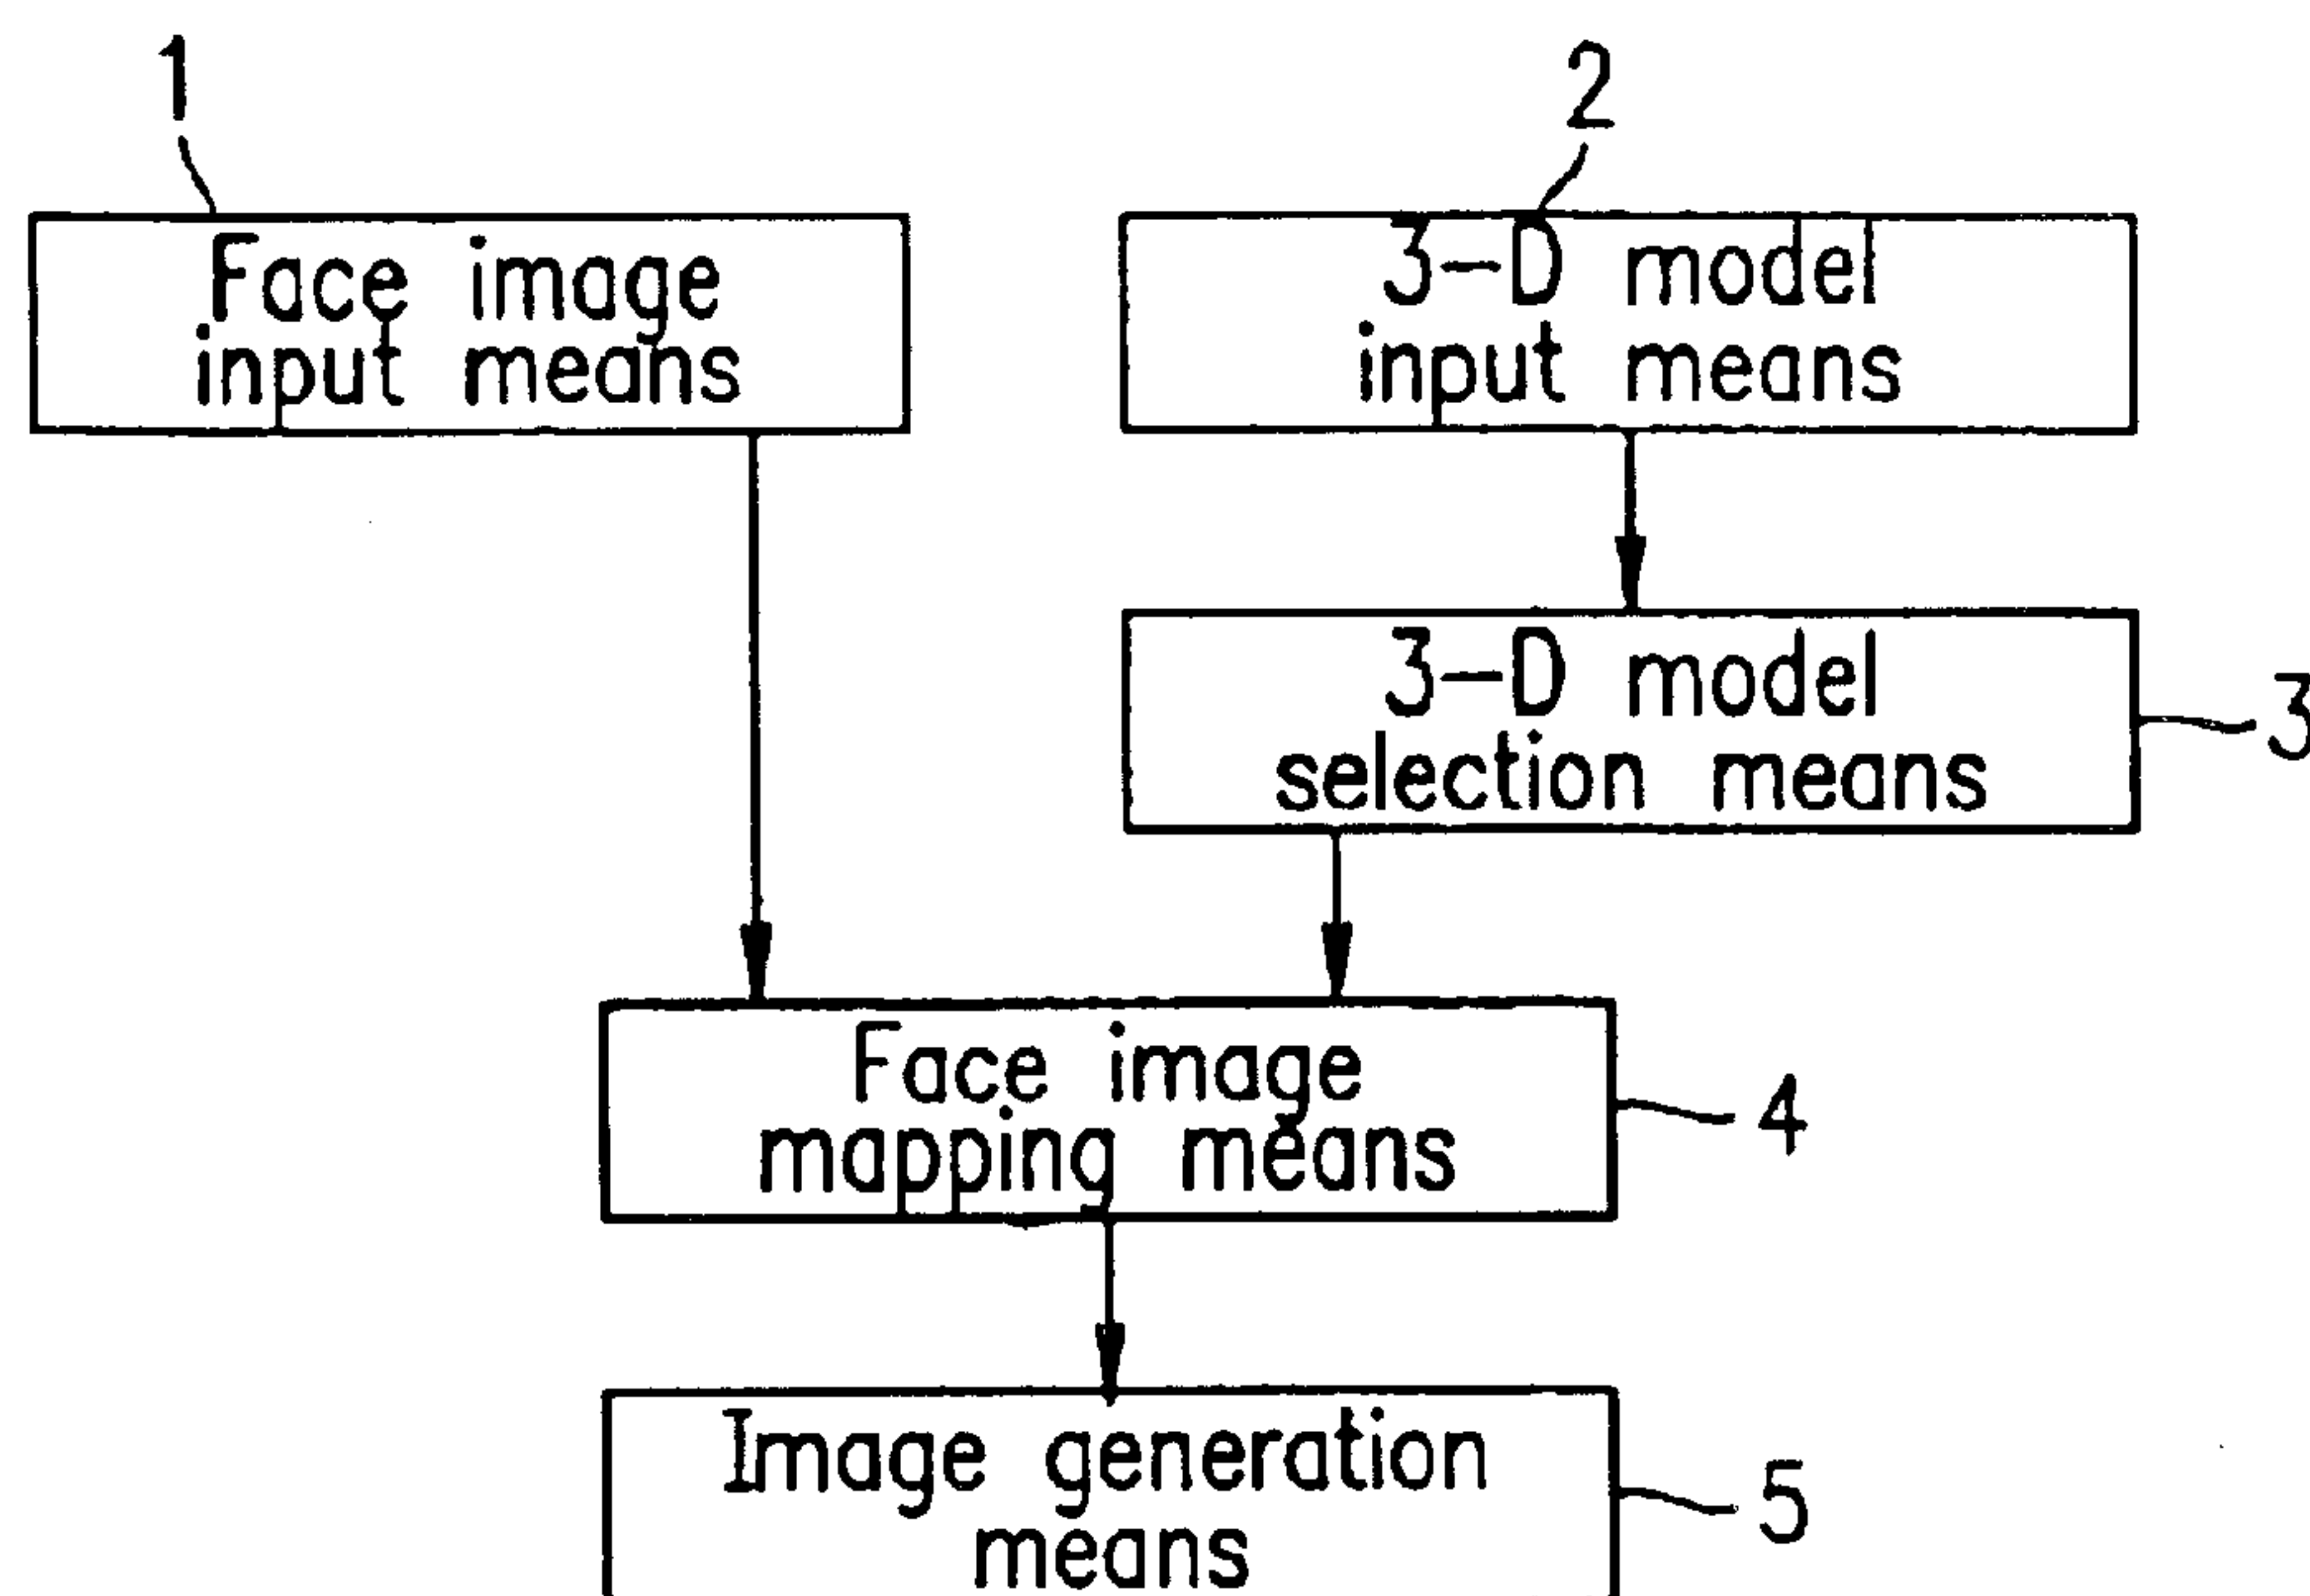 1
2
Face image
input means
3-D model
input means
3-D model
selection means
3
Face image
mapping means
4
Image generation
means
5